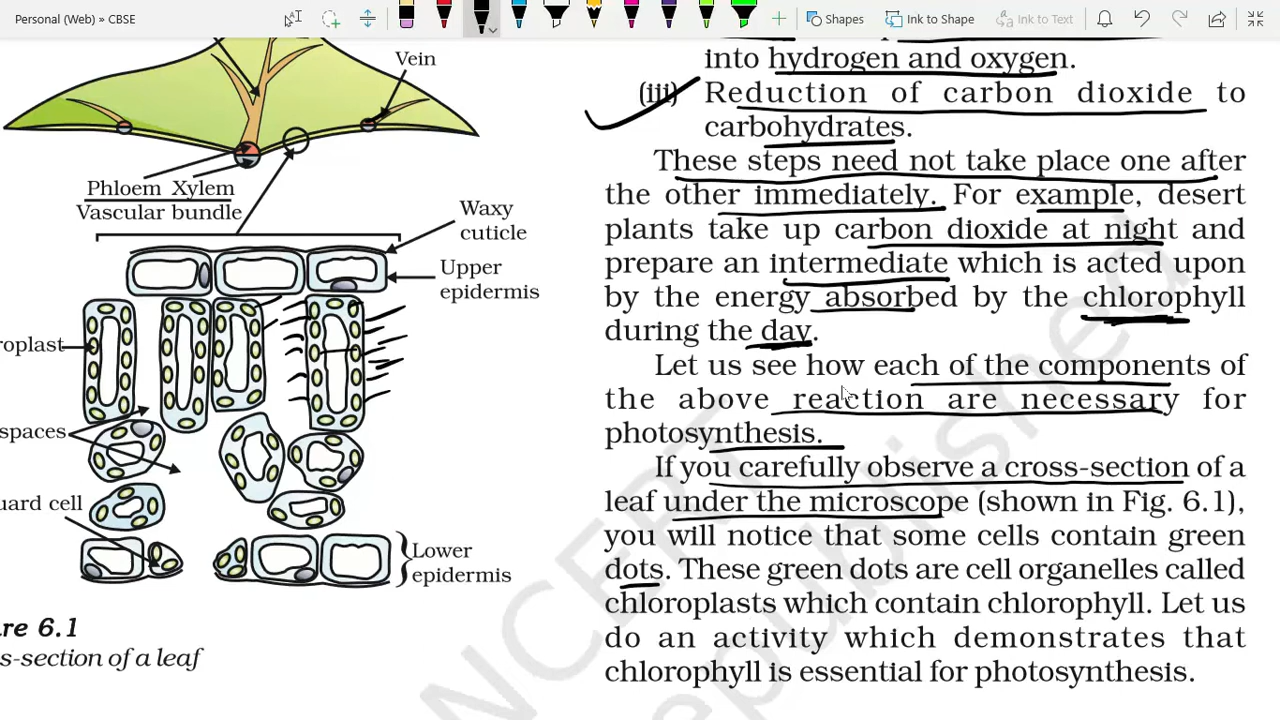 Personal (Web) » CBSE
Shapes
Ink to Shape
Ink to Text
Vein
Phloem Xylem
Vascular bundle
Waxy
cuticle
Upper
epidermis
roplast
spaces
uard cell
Lower
epidermis
re 6.1
s-section of a leaf
into hydrogen and oxygen.
(iii) Reduction of carbon dioxide to
carbohydrates.
These steps need not take place one after
the other immediately. For example, desert
plants take up carbon dioxide at night and
prepare an intermediate which is acted upon
by the energy absorbed by the chlorophyll
during the day.
Let us see how each of the components of
the above reaction are necessary for
photosynthesis.
If you carefully observe a cross-section of a
leaf under the microscope (shown in Fig. 6.1),
you will notice that some cells contain green
dots. These green dots are cell organelles called
chloroplasts which contain chlorophyll. Let us
do an activity which demonstrates that
chlorophyll is essential for photosynthesis.
NCERT
republished